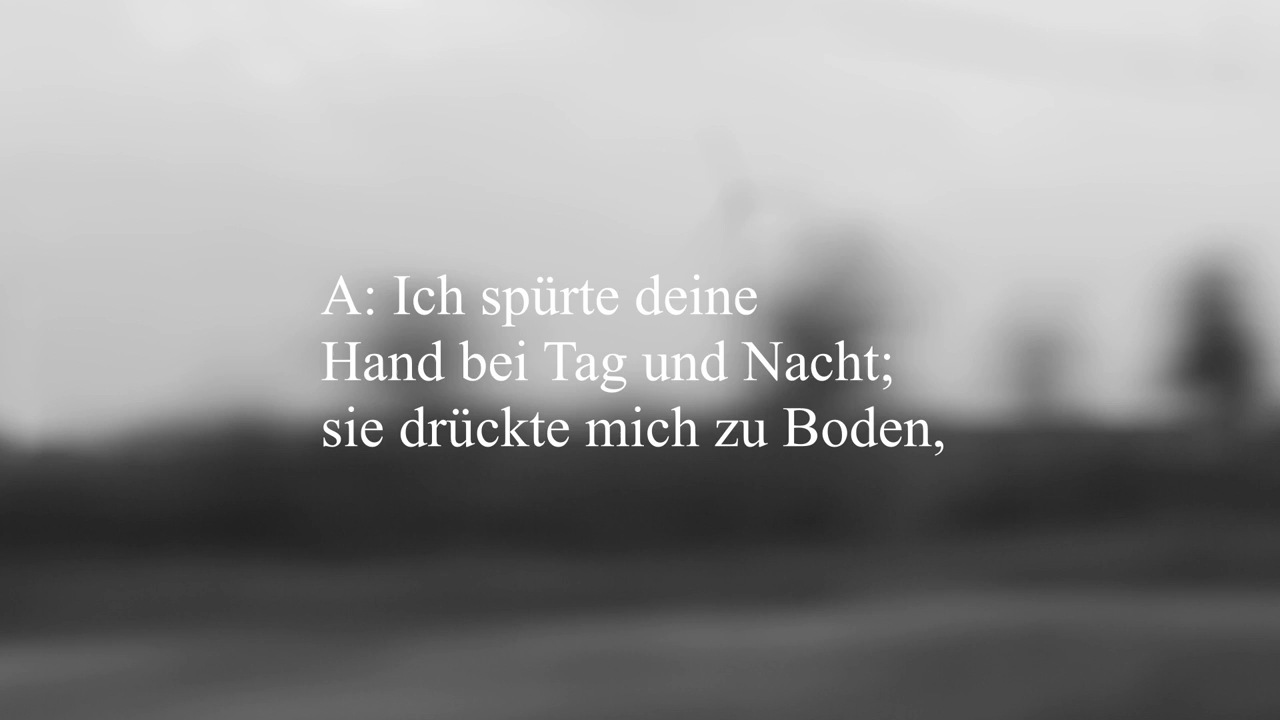 A: Ich spürte deine
Hand bei Tag und Nacht;
sie drückte mich zu Boden,